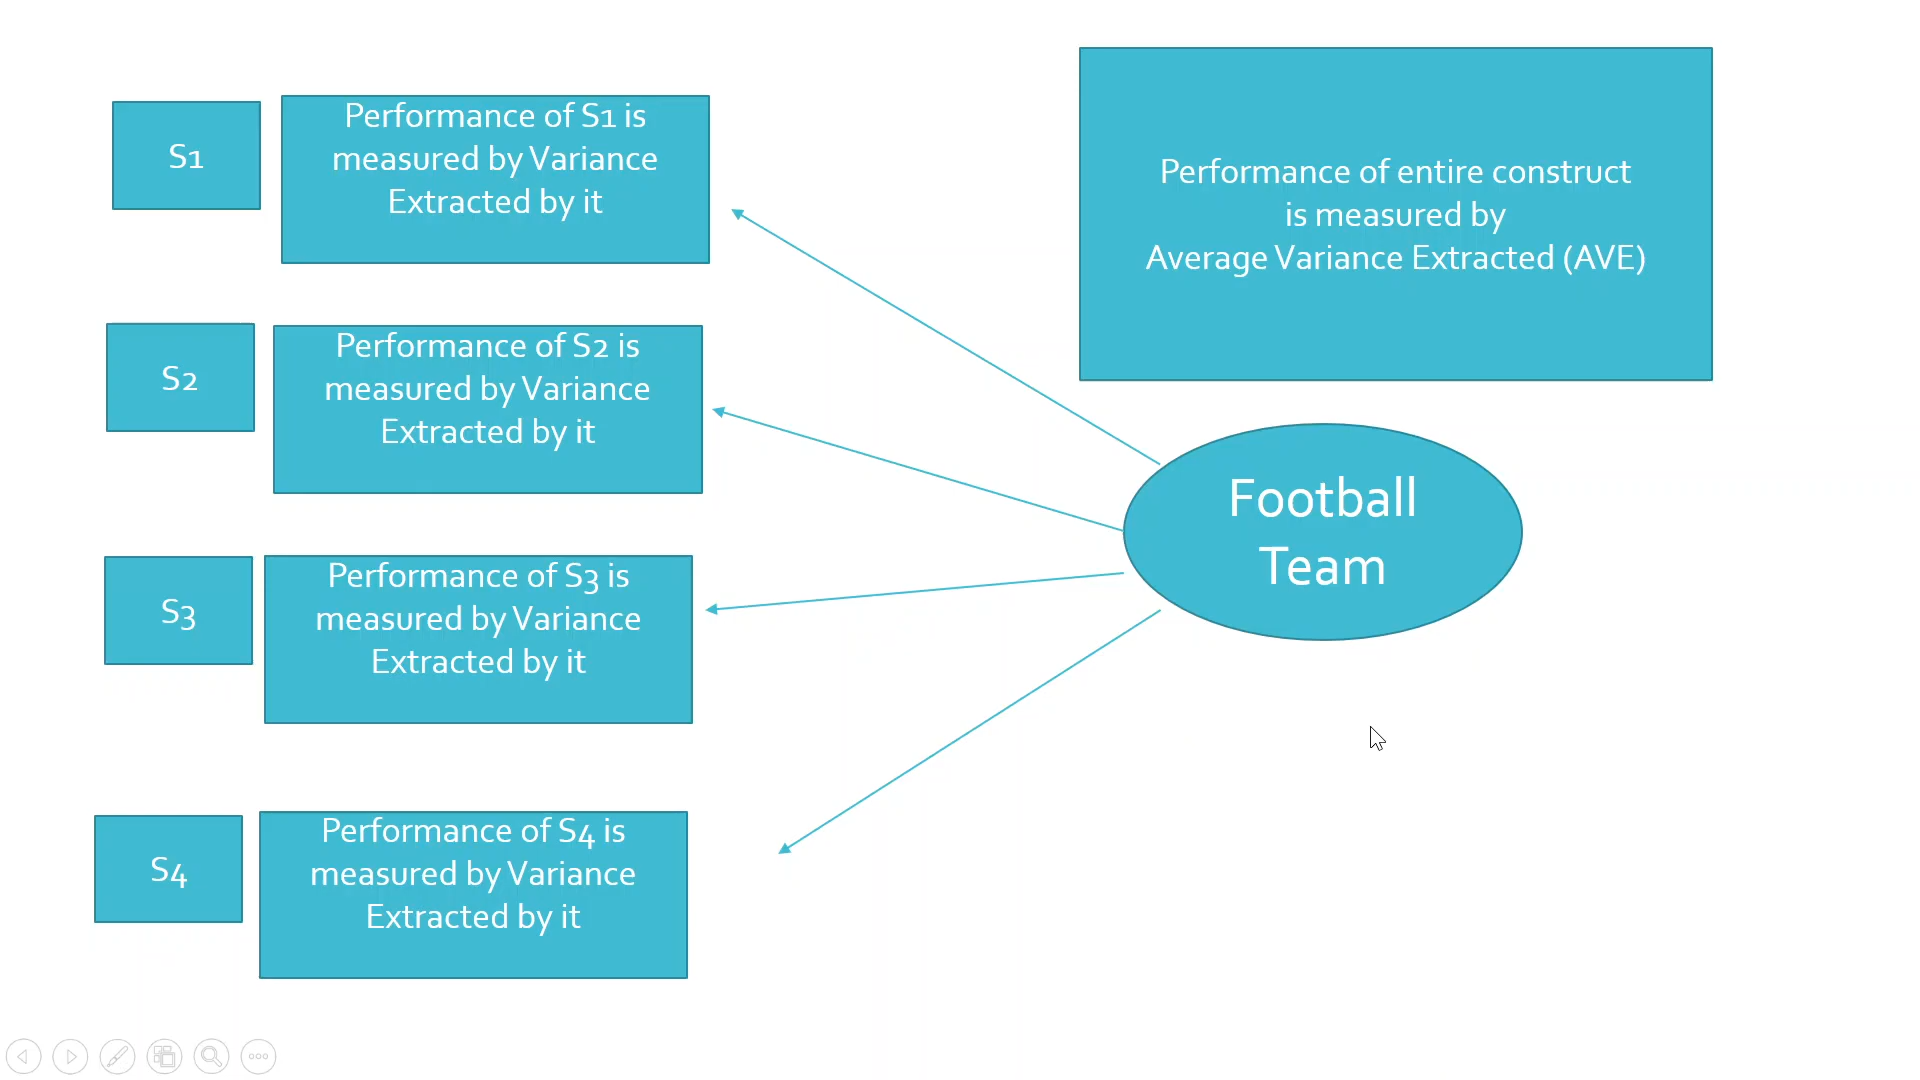 S1
Performance of S1 is
measured by Variance
Extracted by it
S2
Performance of S2 is
measured by Variance
Extracted by it
S3
Performance of S3 is
measured by Variance
Extracted by it
S4
Performance of S4 is
measured by Variance
Extracted by it
Performance of entire construct
is measured by
Average Variance Extracted (AVE)
Football
Team